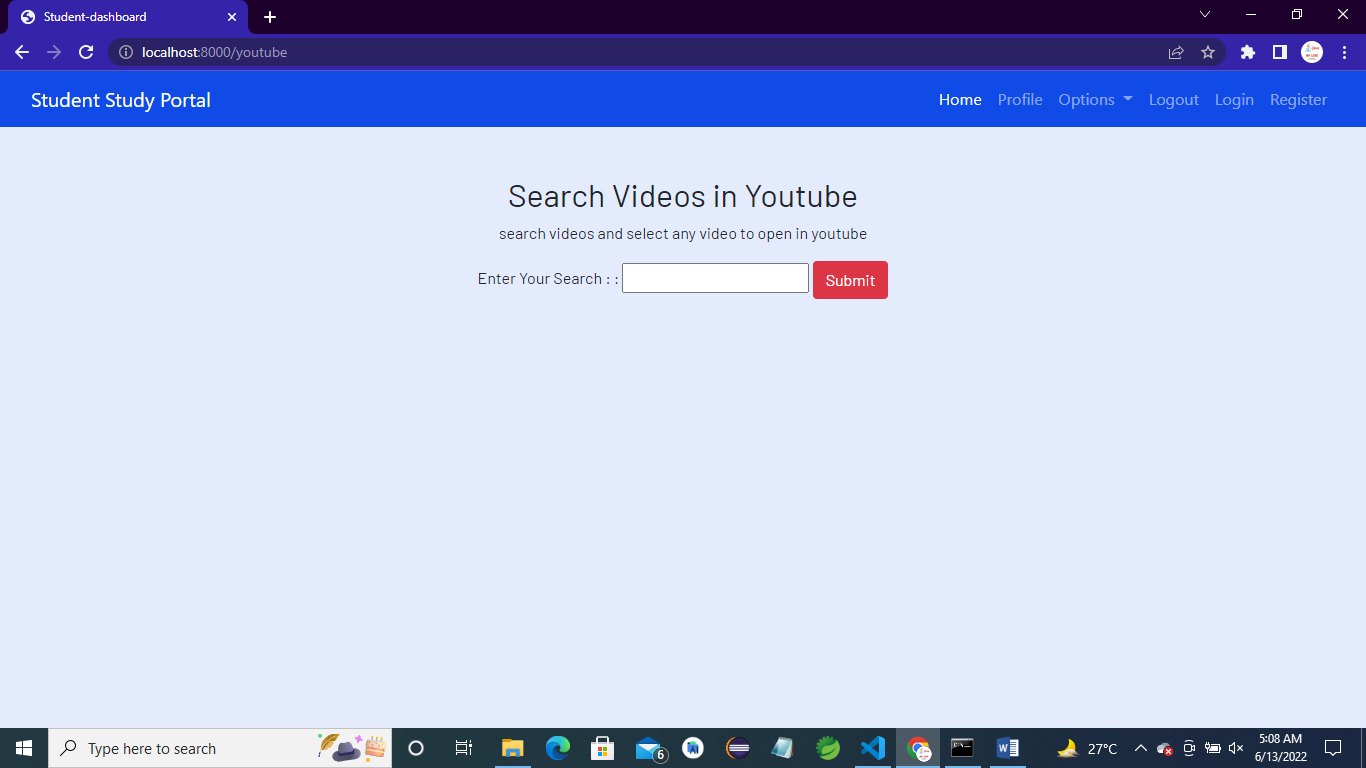 Student-dashboard
localhost:8000/youtube
Student Study Portal
Home Profile Options Logout Login Register
Search Videos in Youtube
search videos and select any video to open in youtube
Enter Your Search : : Submit
Type here to search
6
27°C
5:08 AM
6/13/2022